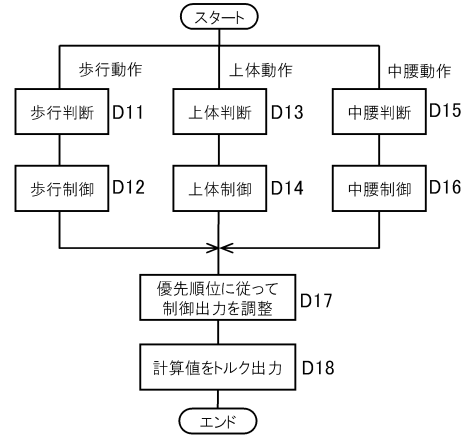 スタート
歩行動作
上体動作
中腰動作
歩行判断 D11
上体判断 D13
中腰判断 D15
歩行制御 D12
上体制御 D14
中腰制御 D16
優先順位に従って
制御出力を調整
D17
計算値をトルク出力 D18
エンド